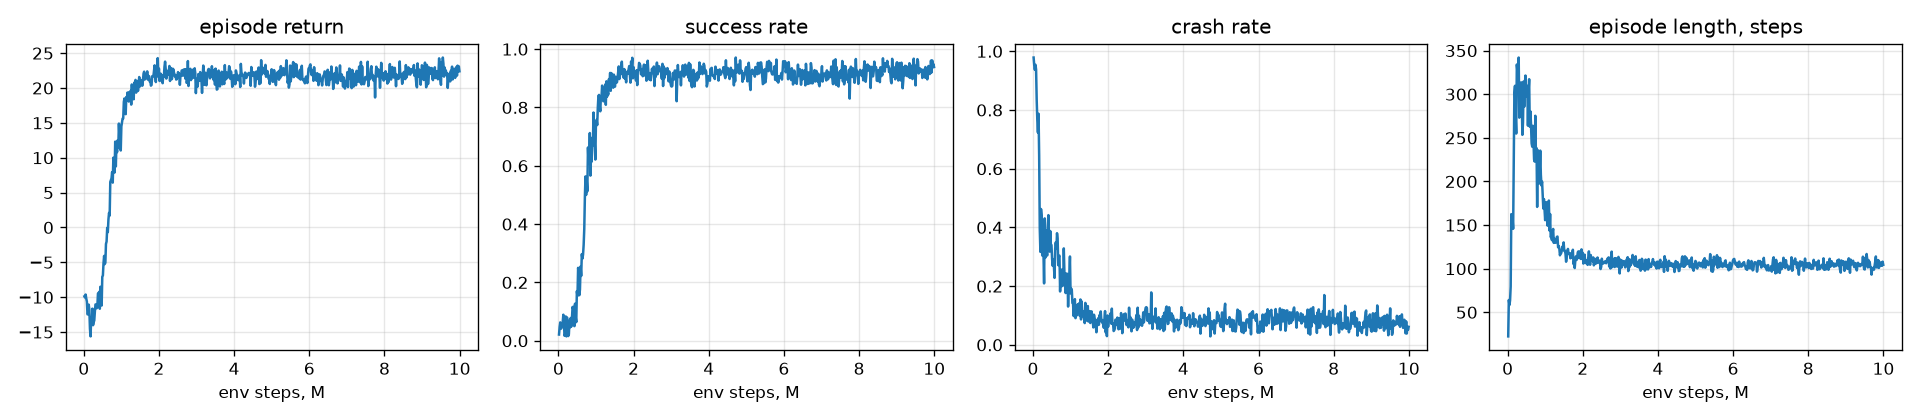 episode return
25
20
15
10
5
0
−5
−10
−15
0 2 4 6 8 10
env steps, M
success rate
1.0
0.8
0.6
0.4
0.2
0.0
0 2 4 6 8 10
env steps, M
crash rate
1.0
0.8
0.6
0.4
0.2
0.0
0 2 4 6 8 10
env steps, M
episode length, steps
350
300
250
200
150
100
50
0 2 4 6 8 10
env steps, M